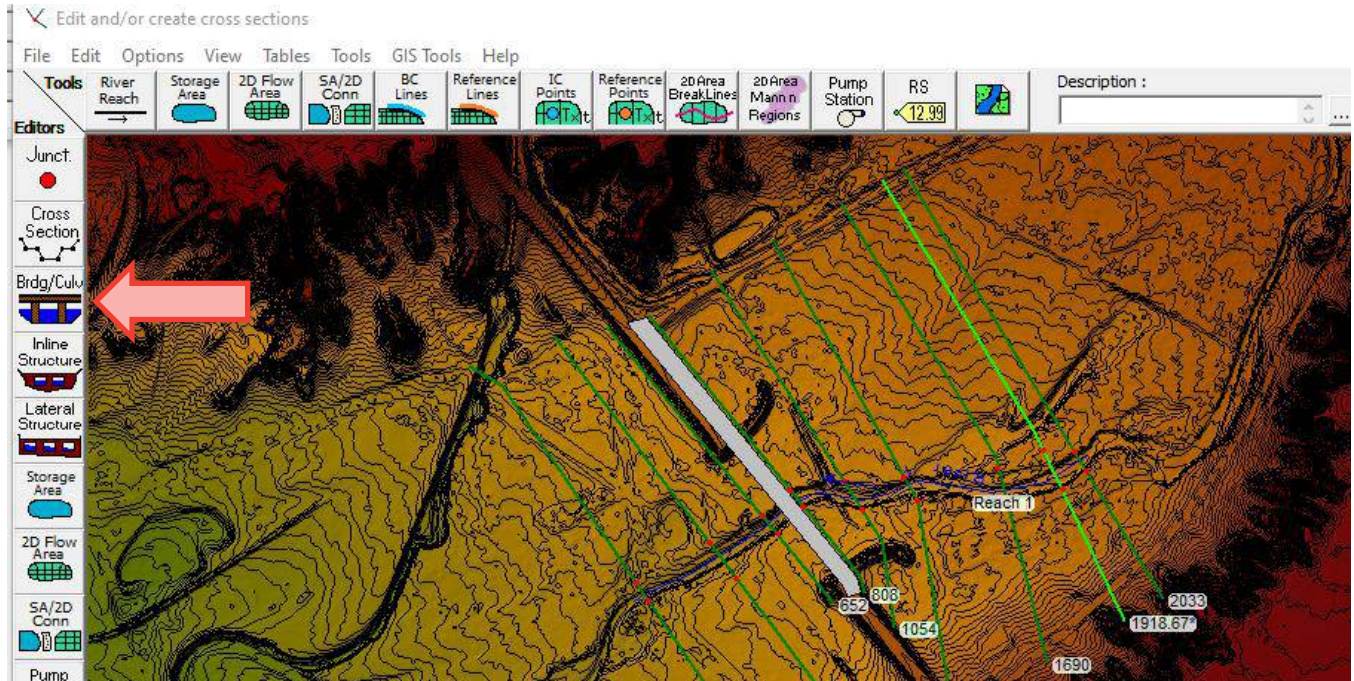 Edit and/or create cross sections
File Edit Options View Tables Tools GIS Tools Help
Tools
Editors
River
Reach
Storage
Area
2D Flow
Area
SA/2D
Conn
BC
Lines
Reference
Lines
IC
Points
Reference
Points
2D Area
BreakLines
2D Area
Mann n
Regions
Pump
Station
RS
12.99
Description :
...
Junct.
Cross
Section
Brdg/Culv
Inline
Structure
Lateral
Structure
Storage
Area
2D Flow
Area
SA/2D
Conn
Pump
Reach 1
808
652
1054
2033
1918.67*
1690